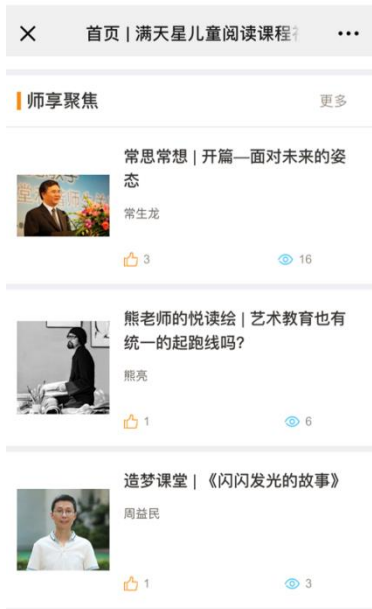 首页 | 满天星儿童阅读课程
师享聚焦
更多
常思常想 | 开篇—面对未来的姿
态
常生龙
3
16
熊老师的悦读绘 | 艺术教育也有
统一的起跑线吗?
熊亮
1
6
造梦课堂 | 《闪闪发光的故事》
周益民
1
3